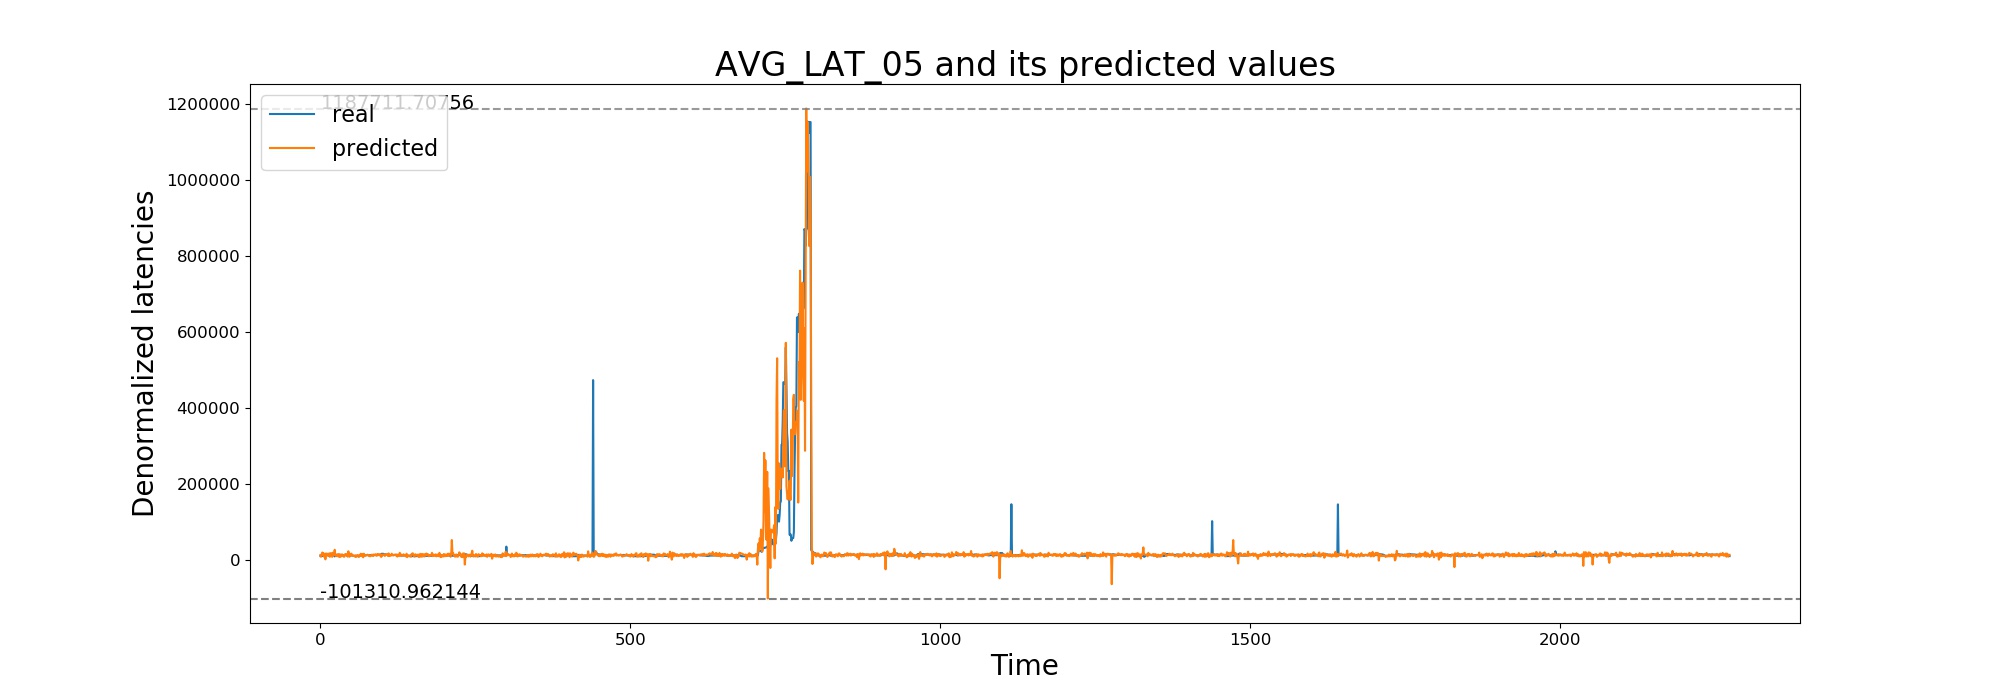 AVG_LAT_05 and its predicted values
1187711.70756
real
predicted
1200000
1000000
800000
600000
400000
200000
0
-101310.962144
Denormalized latencies
0 500 1000 1500 2000
Time